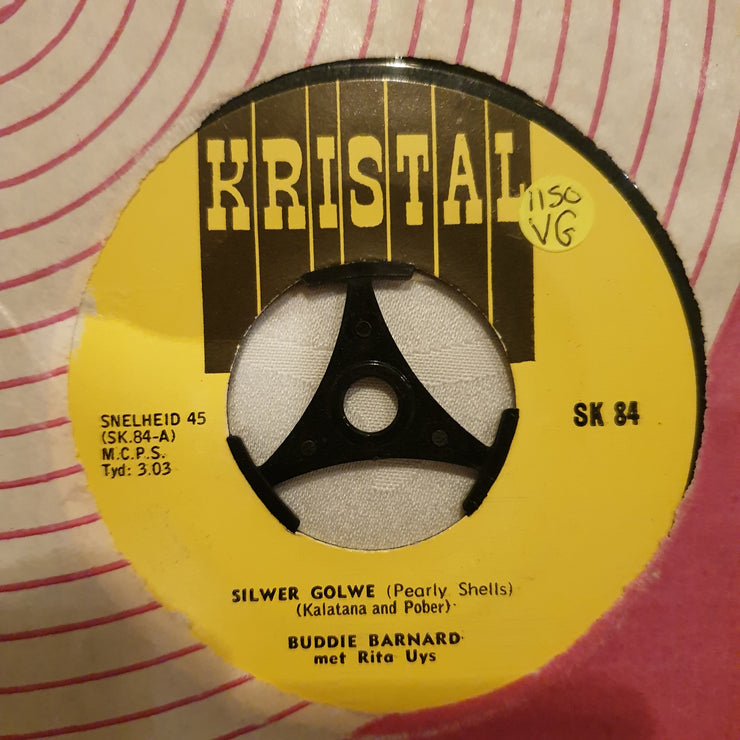 KRISTAL
1150
VG
SNELHEID 45
(SK.84-A)
M.C.P.S.
Tyd: 3.03
SK 84
SILWER GOLWE (Pearly Shells)
(Kalatana and Pober)
BUDDIE BARNARD
met Rita Uys